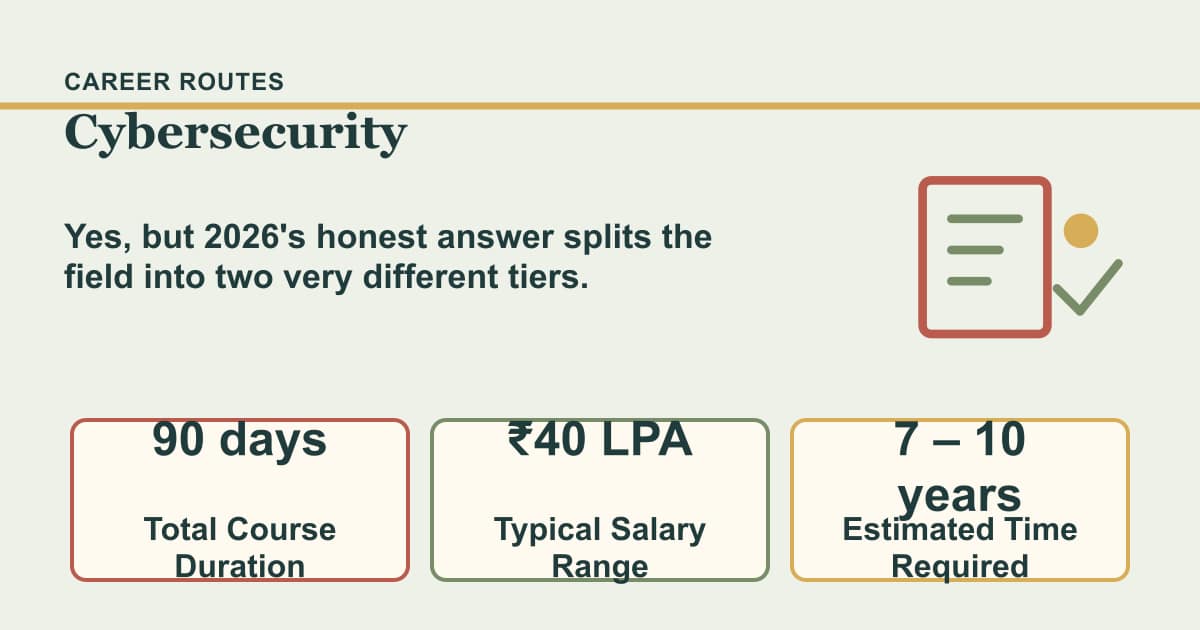 CAREER ROUTES
Cybersecurity
Yes, but 2026's honest answer splits the
field into two very different tiers.
90 days
Total Course
Duration
₹40 LPA
Typical Salary
Range
7 – 10
years
Estimated Time
Required